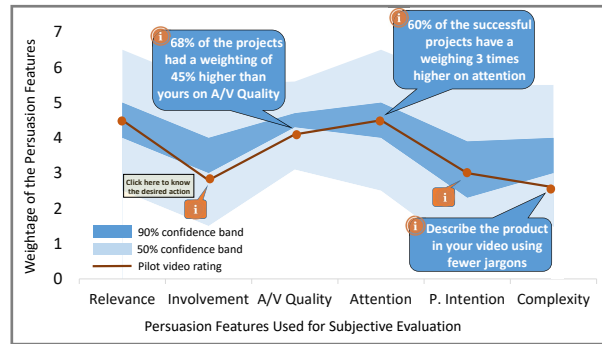 7
6
5
4
3
2
1
0
Weightage of the Persuasion Features
i
68% of the projects
had a weighting of
45% higher than
yours on A/V Quality
i
60% of the successful
projects have a
weighing 3 times
higher on attention
Click here to know
the desired action
i
i
i
Describe the product
in your video using
fewer jargons
90% confidence band
50% confidence band
Pilot video rating
Relevance Involvement A/V Quality Attention P. Intention Complexity
Persuasion Features Used for Subjective Evaluation